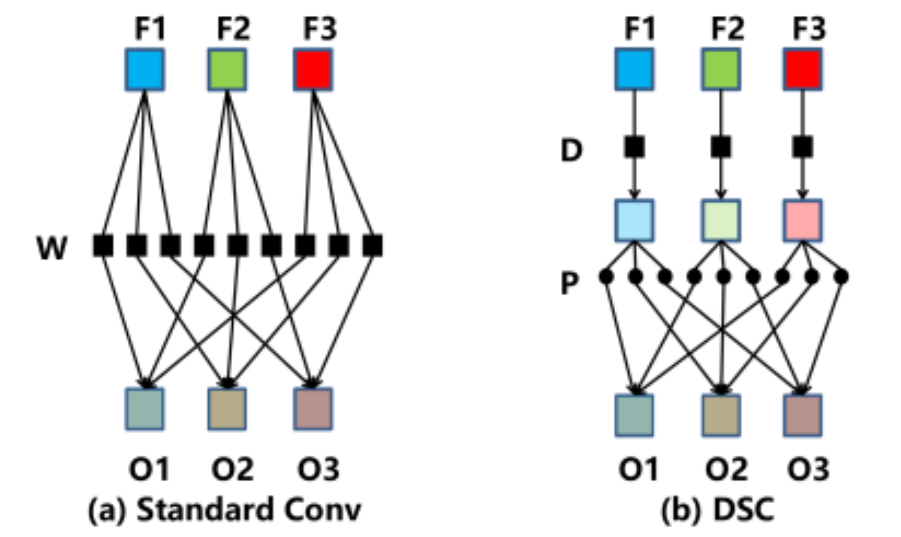 F1 F2 F3
W
O1 O2 O3
(a) Standard Conv
F1 F2 F3
D
P
O1 O2 O3
(b) DSC